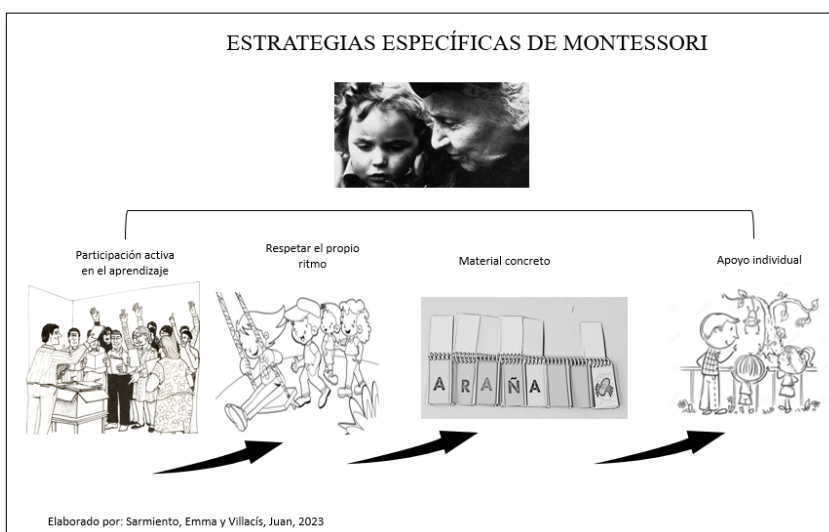 ESTRATEGIAS ESPECÍFICAS DE MONTESSORI
Participación activa
en el aprendizaje
Respetar el propio
ritmo
Material concreto
Apoyo individual
ARAÑA
Elaborado por: Sarmiento, Emma y Villacís, Juan, 2023